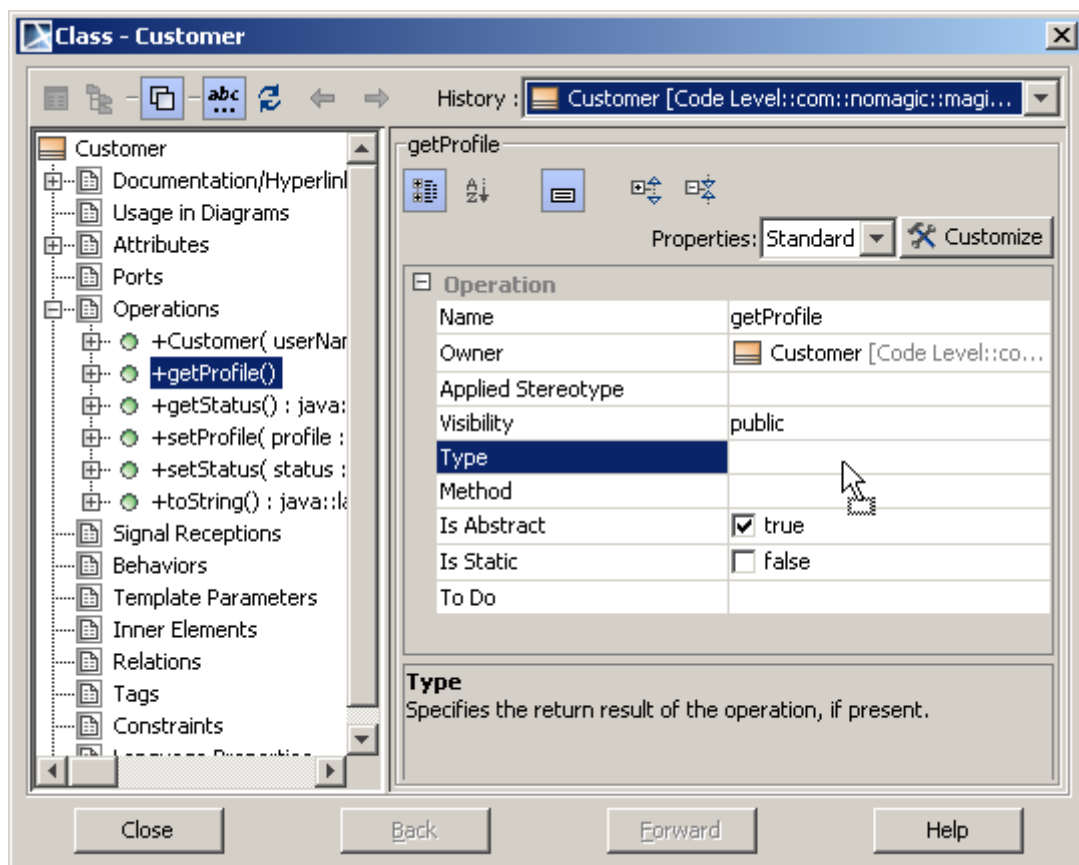 Class - Customer
abc
History : Customer [Code Level::com::nomagic::magi...
Customer
Documentation/Hyperlinl
Usage in Diagrams
Attributes
Ports
Operations
+Customer( userNar
+getProfile()
+getStatus() : java:
+setProfile( profile :
+setStatus( status :
+toString() : java::la
Signal Receptions
Behaviors
Template Parameters
Inner Elements
Relations
Tags
Constraints
Language Properties
getProfile
Properties: Standard Customize
Operation
Name getProfile
Owner Customer [Code Level::co...
Applied Stereotype
Visibility public
Type
Method
Is Abstract true
Is Static false
To Do
Type
Specifies the return result of the operation, if present.
Close Back Forward Help